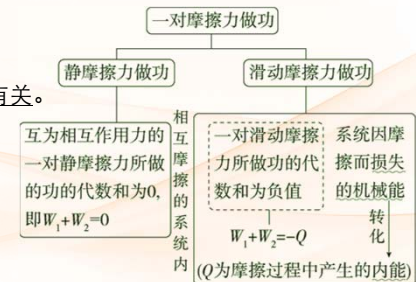 一对摩擦力做功
静摩擦力做功
滑动摩擦力做功
有关。
互为相互作用力的
一对静摩擦力所做
的功的代数和为0,
即W₁+W₂=0
相互摩擦的系统内
一对滑动摩擦
力所做功的代
数和为负值
W₁+W₂=-Q
系统因摩
擦而损失
的机械能
转化
(Q为摩擦过程中产生的内能)